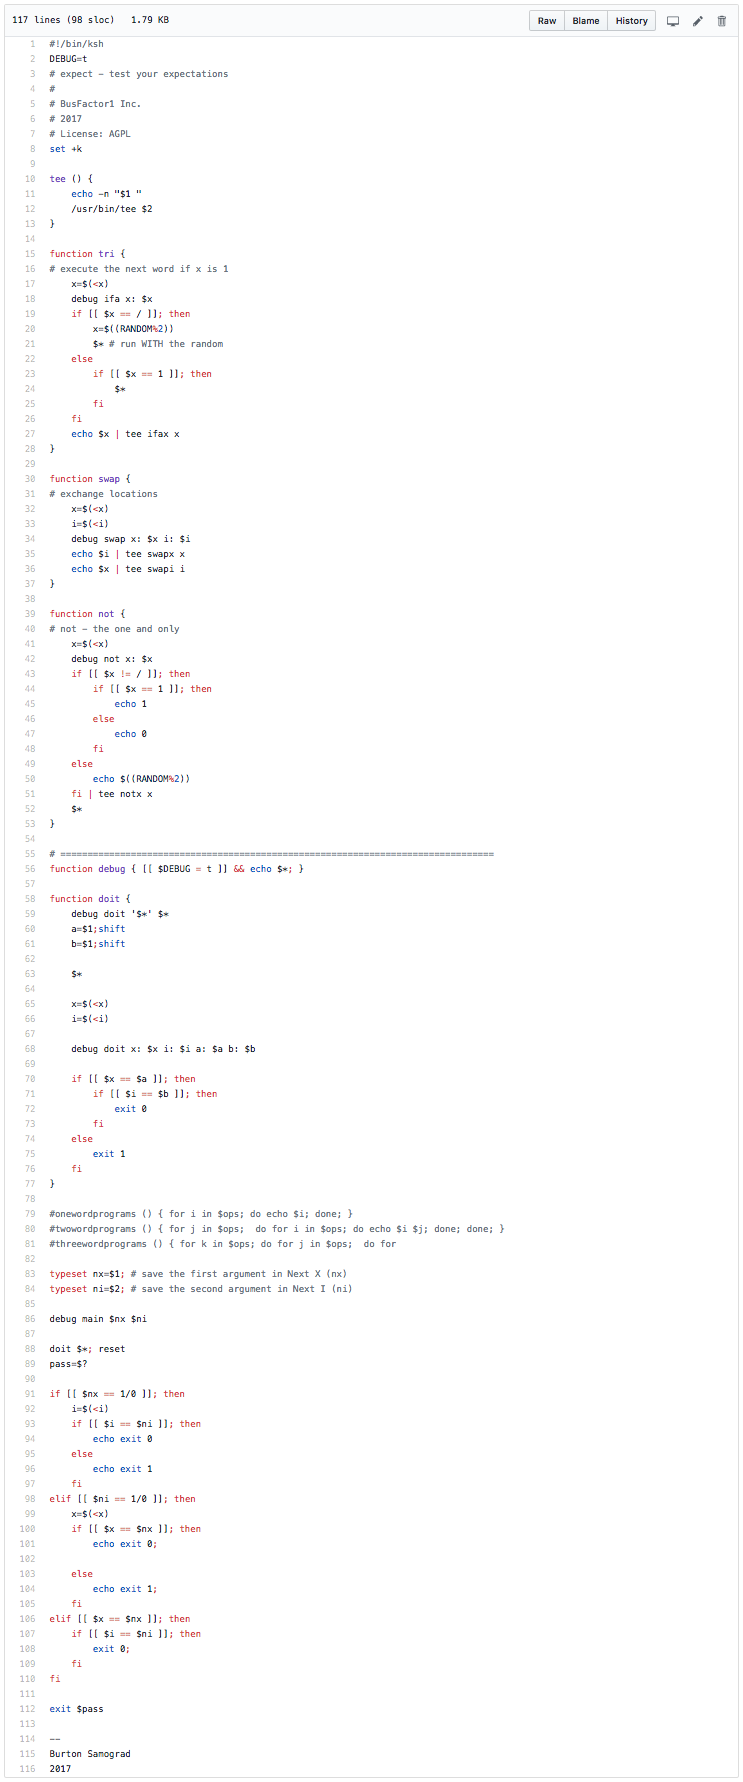 117 lines (98 sloc) 1.79 KB Raw Blame History
1 #!/bin/ksh
2 DEBUG=t
3 # expect - test your expectations
4 #
5 # BusFactor1 Inc.
6 # 2017
7 # License: AGPL
8 set +k
9
10 tee () {
11 echo -n "$1 "
12 /usr/bin/tee $2
13 }
14
15 function tri {
16 # execute the next word if x is 1
17 x=$(<x)
18 debug ifa x: $x
19 if [[ $x == / ]]; then
20 x=$((RANDOM%2))
21 $* # run WITH the random
22 else
23 if [[ $x == 1 ]]; then
24 $*
25 fi
26 fi
27 echo $x | tee ifax x
28 }
29
30 function swap {
31 # exchange locations
32 x=$(<x)
33 i=$(<i)
34 debug swap x: $x i: $i
35 echo $i | tee swapx x
36 echo $x | tee swapi i
37 }
38
39 function not {
40 # not - the one and only
41 x=$(<x)
42 debug not x: $x
43 if [[ $x != / ]]; then
44 if [[ $x == 1 ]]; then
45 echo 1
46 else
47 echo 0
48 fi
49 else
50 echo $((RANDOM%2))
51 fi | tee notx x
52 $*
53 }
54
55 # ================================================================================
56 function debug { [[ $DEBUG = t ]] && echo $*; }
57
58 function doit {
59 debug doit '$*' $*
60 a=$1;shift
61 b=$1;shift
62
63 $*
64
65 x=$(<x)
66 i=$(<i)
67
68 debug doit x: $x i: $i a: $a b: $b
69
70 if [[ $x == $a ]]; then
71 if [[ $i == $b ]]; then
72 exit 0
73 fi
74 else
75 exit 1
76 fi
77 }
78
79 #onewordprograms () { for i in $ops; do echo $i; done; }
80 #twowordprograms () { for j in $ops;  do for i in $ops; do echo $i $j; done; done; }
81 #threewordprograms () { for k in $ops; do for j in $ops;  do for
82
83 typeset nx=$1; # save the first argument in Next X (nx)
84 typeset ni=$2; # save the second argument in Next I (ni)
85
86 debug main $nx $ni
87
88 doit $*; reset
89 pass=$?
90
91 if [[ $nx == 1/0 ]]; then
92 i=$(<i)
93 if [[ $i == $ni ]]; then
94 echo exit 0
95 else
96 echo exit 1
97 fi
98 elif [[ $ni == 1/0 ]]; then
99 x=$(<x)
100 if [[ $x == $nx ]]; then
101 echo exit 0;
102
103 else
104 echo exit 1;
105 fi
106 elif [[ $x == $nx ]]; then
107 if [[ $i == $ni ]]; then
108 exit 0;
109 fi
110 fi
111
112 exit $pass
113
114 --
115 Burton Samograd
116 2017